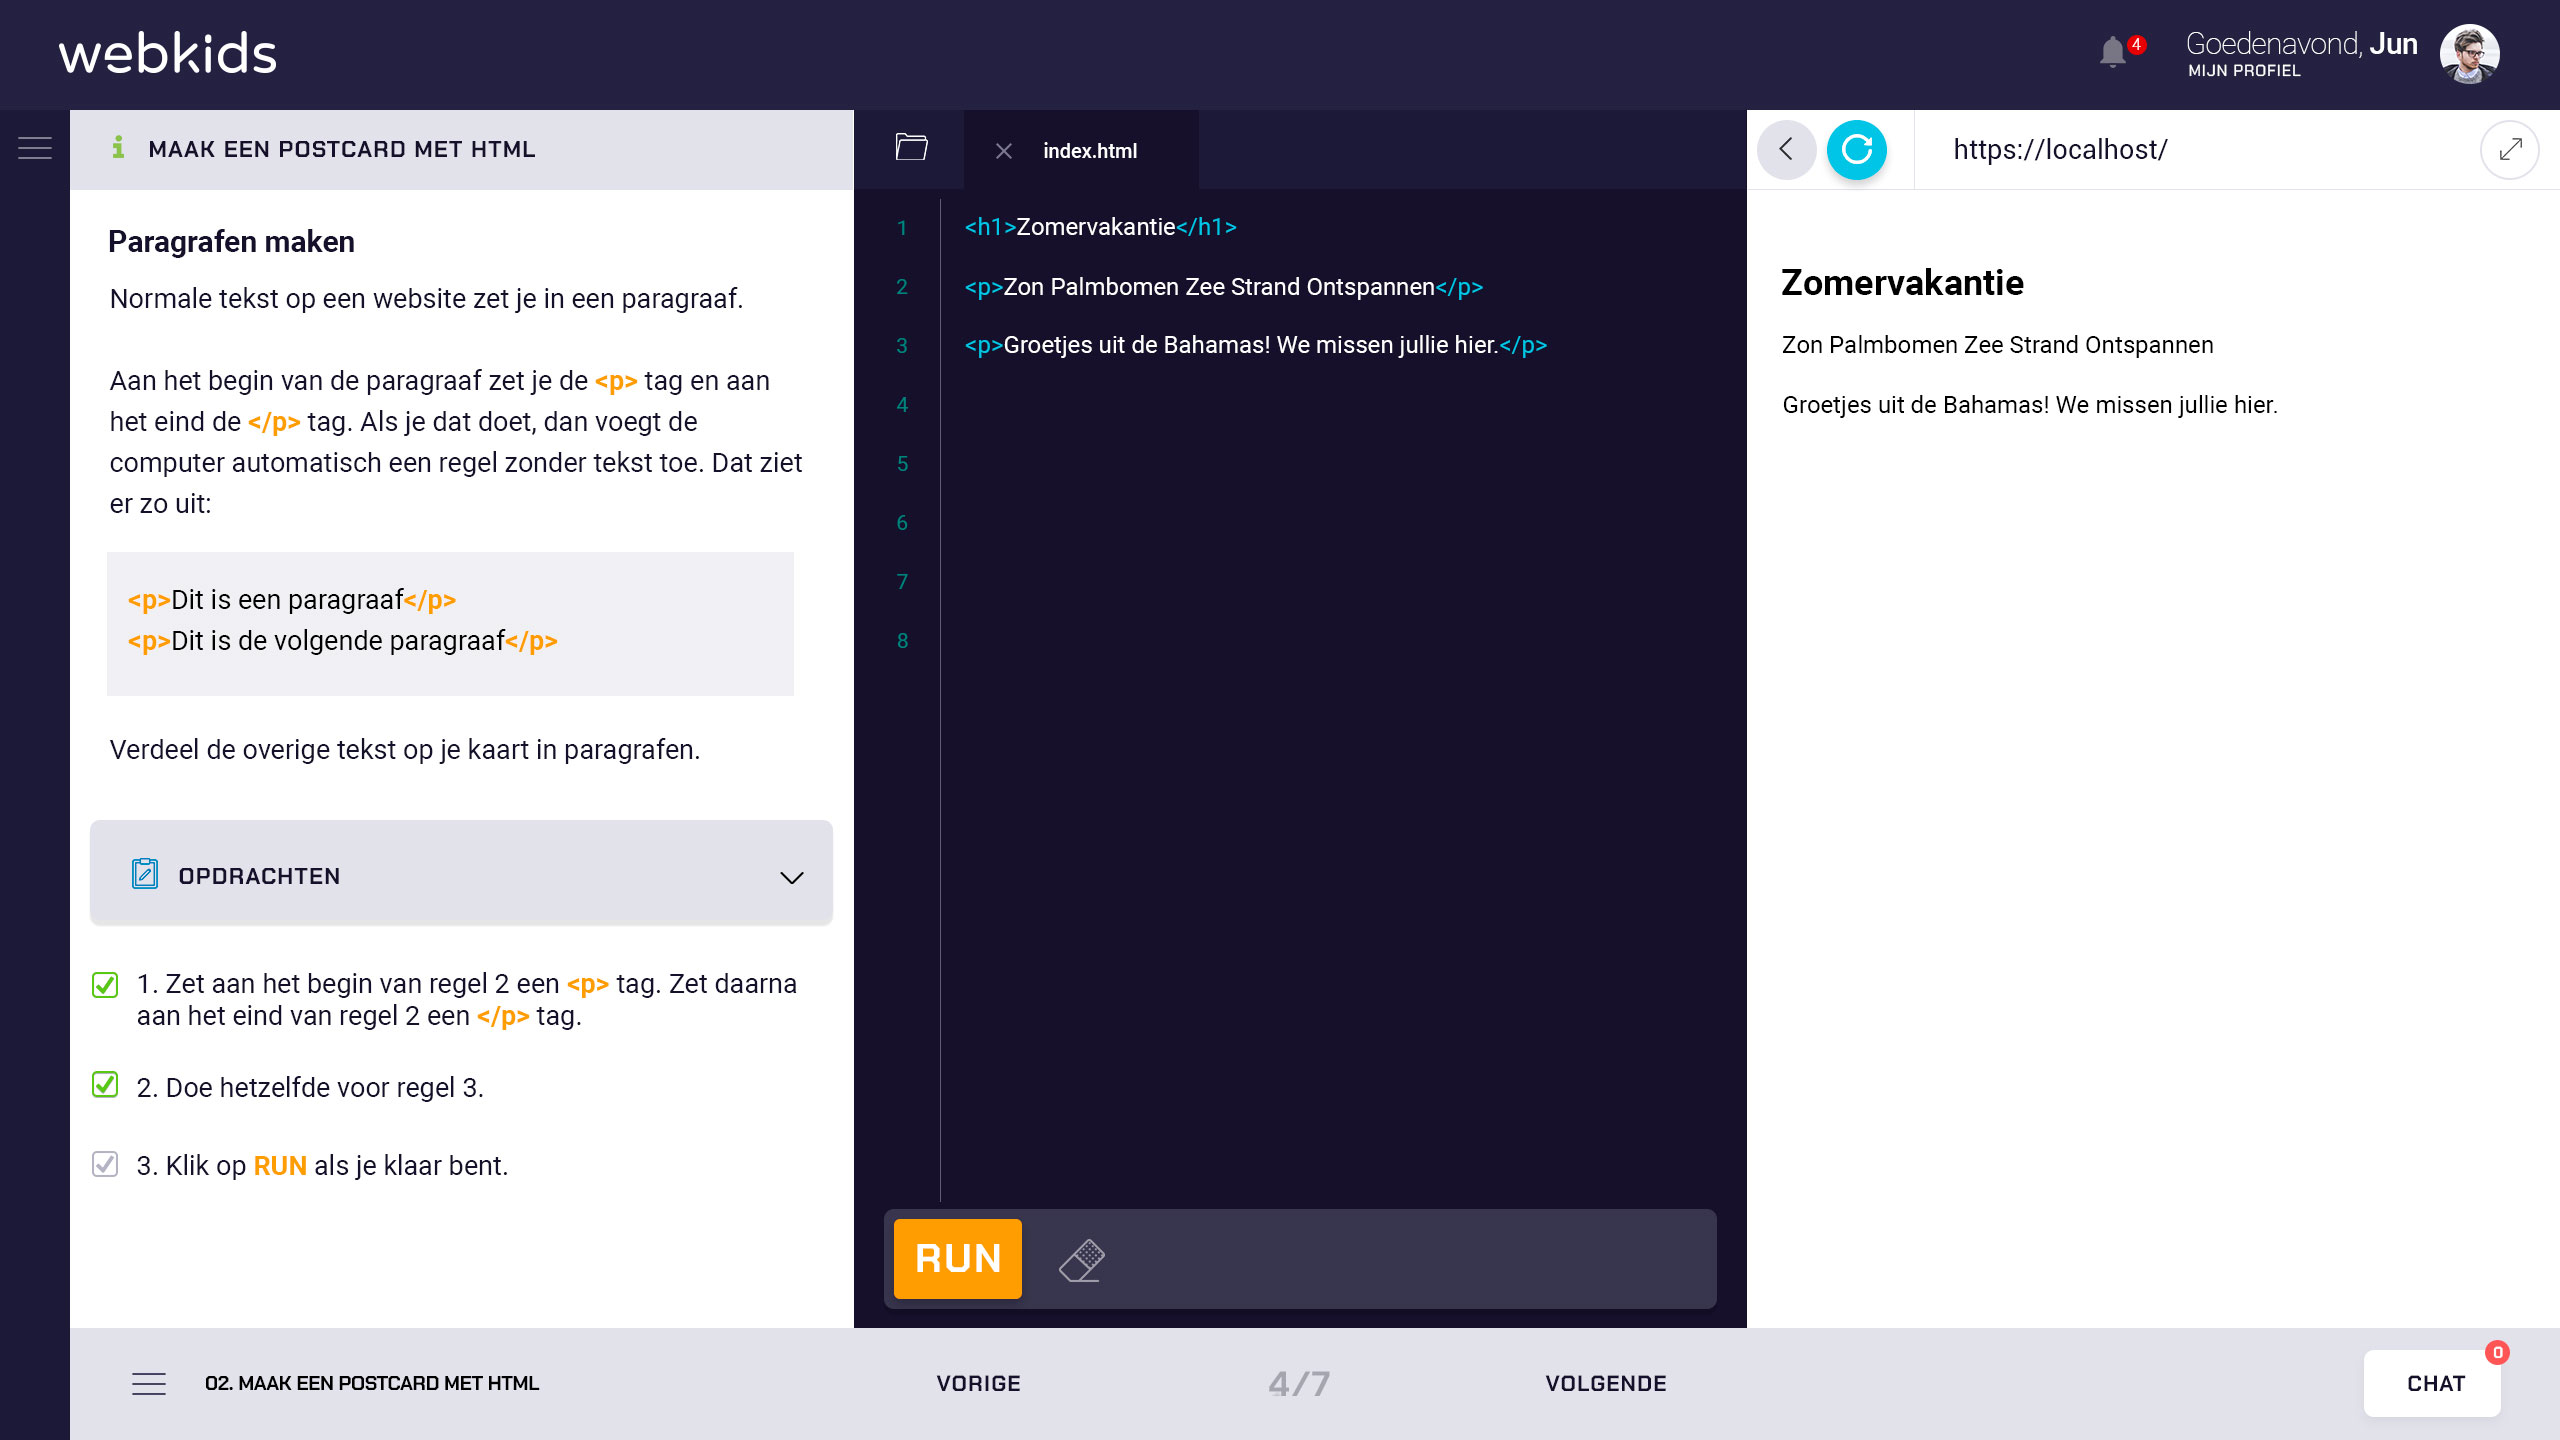 webkids
4
Goedenavond, Jun
MIJN PROFIEL
MAAK EEN POSTCARD MET HTML
Paragrafen maken
Normale tekst op een website zet je in een paragraaf.
Aan het begin van de paragraaf zet je de <p> tag en aan
het eind de </p> tag. Als je dat doet, dan voegt de
computer automatisch een regel zonder tekst toe. Dat ziet
er zo uit:
<p>Dit is een paragraaf</p>
<p>Dit is de volgende paragraaf</p>
Verdeel de overige tekst op je kaart in paragrafen.
OPDRACHTEN
1. Zet aan het begin van regel 2 een <p> tag. Zet daarna
aan het eind van regel 2 een </p> tag.
2. Doe hetzelfde voor regel 3.
3. Klik op RUN als je klaar bent.
index.html
1 <h1>Zomervakantie</h1>
2 <p>Zon Palmbomen Zee Strand Ontspannen</p>
3 <p>Groetjes uit de Bahamas! We missen jullie hier.</p>
4
5
6
7
8
RUN
https://localhost/
Zomervakantie
Zon Palmbomen Zee Strand Ontspannen
Groetjes uit de Bahamas! We missen jullie hier.
02. MAAK EEN POSTCARD MET HTML
VORIGE
4/7
VOLGENDE
CHAT
0